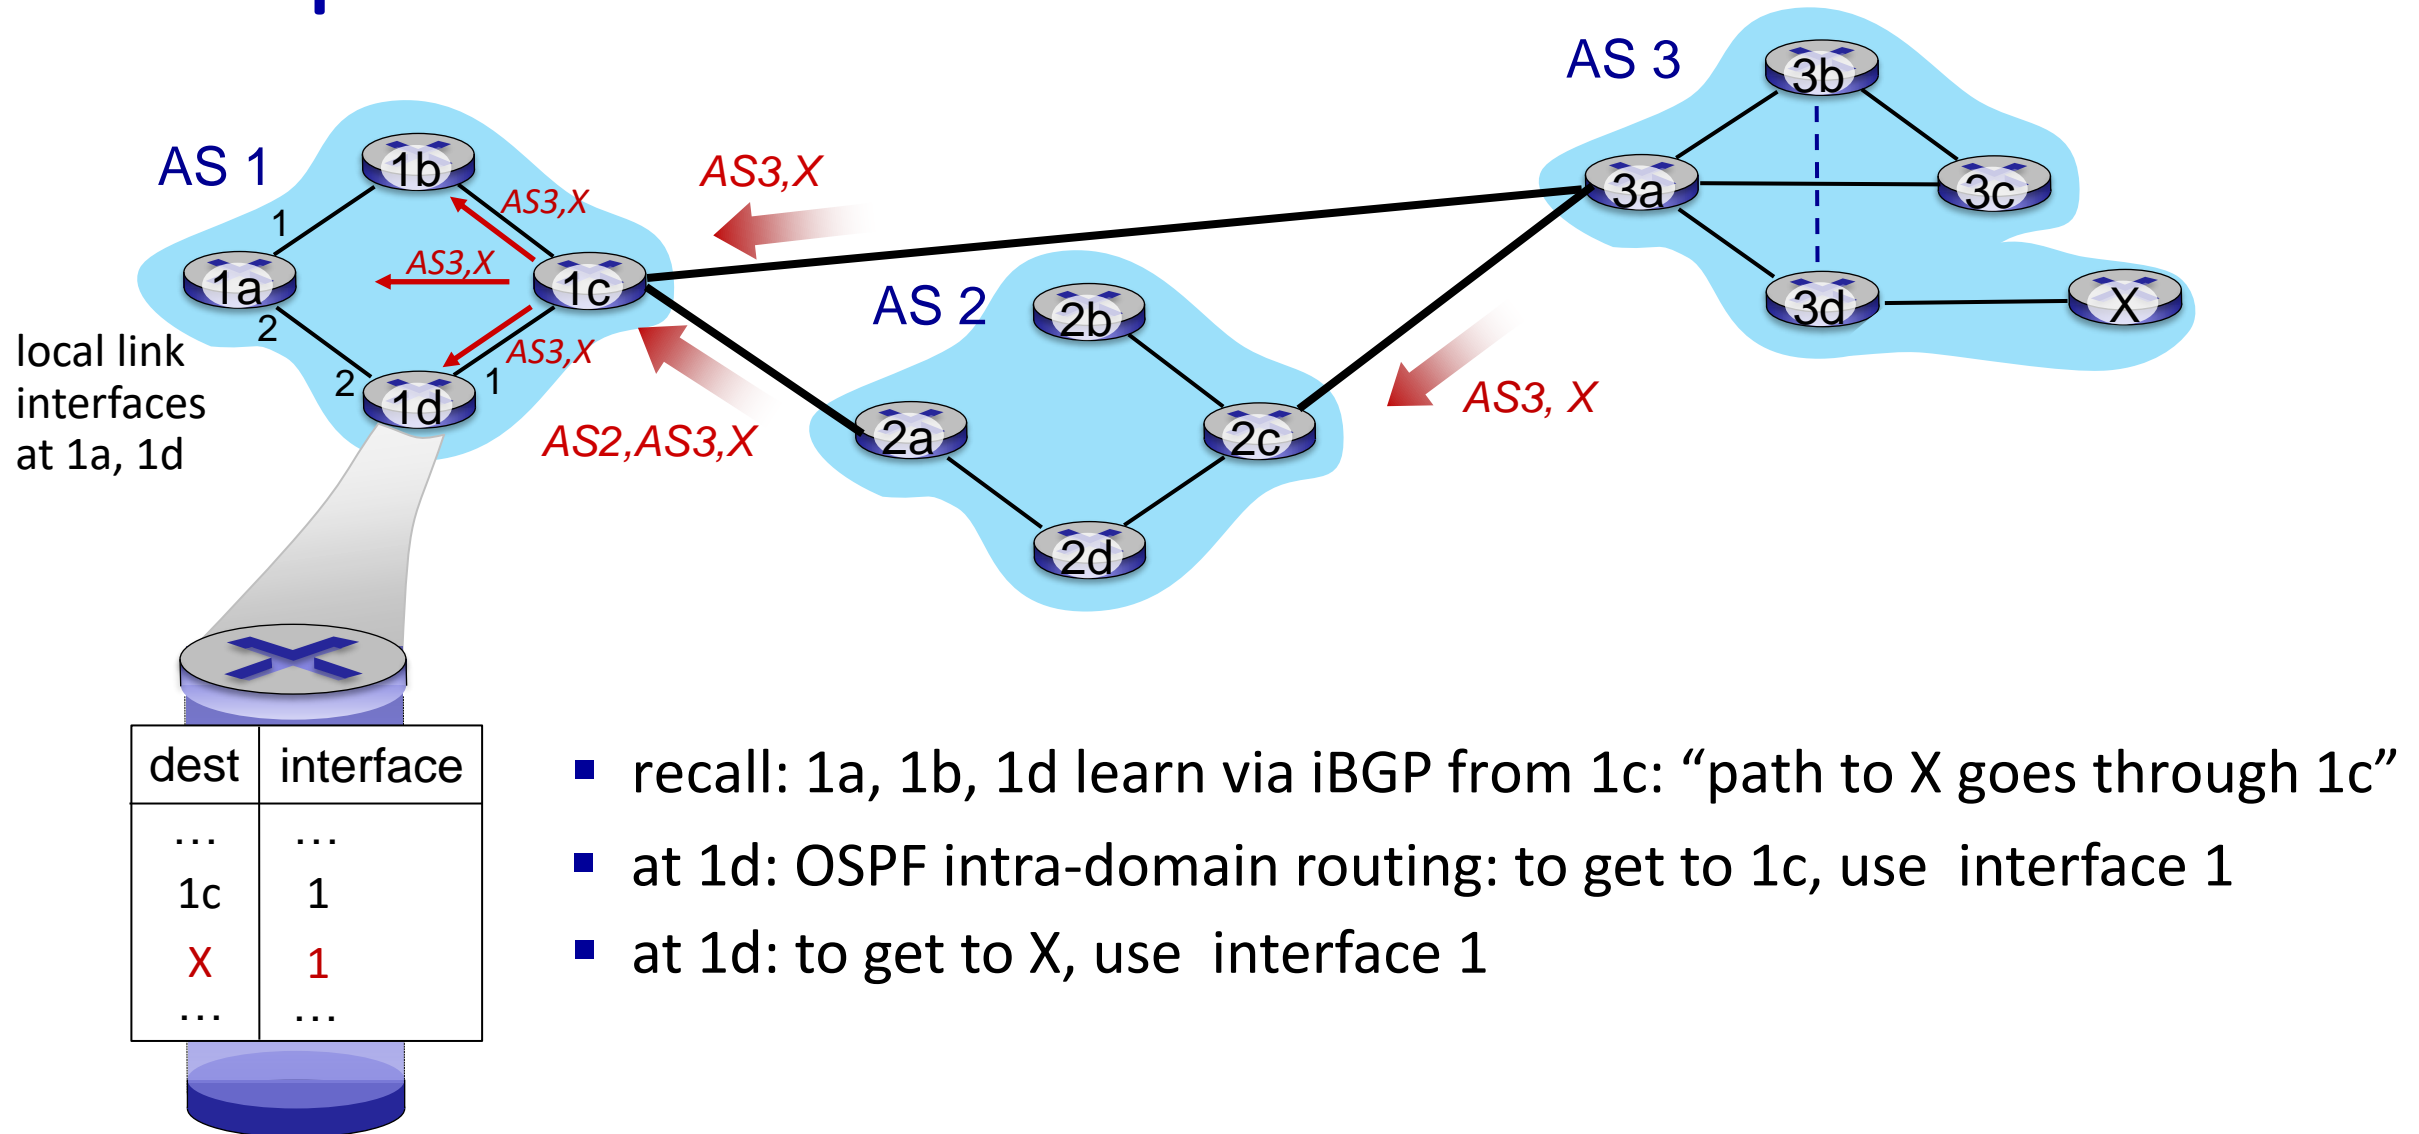 AS 3
3b
AS 1
1b
AS3,X
AS3,X
3a
3c
1
AS3,X
1a
1c
AS 2
2b
3d
X
2
local link
interfaces
at 1a, 1d
AS3,X
2
1
1d
AS3, X
AS2,AS3,X
2a
2c
2d
dest interface
... ...
1c 1
X 1
... ...
▪ recall: 1a, 1b, 1d learn via iBGP from 1c: “path to X goes through 1c”
▪ at 1d: OSPF intra-domain routing: to get to 1c, use interface 1
▪ at 1d: to get to X, use interface 1